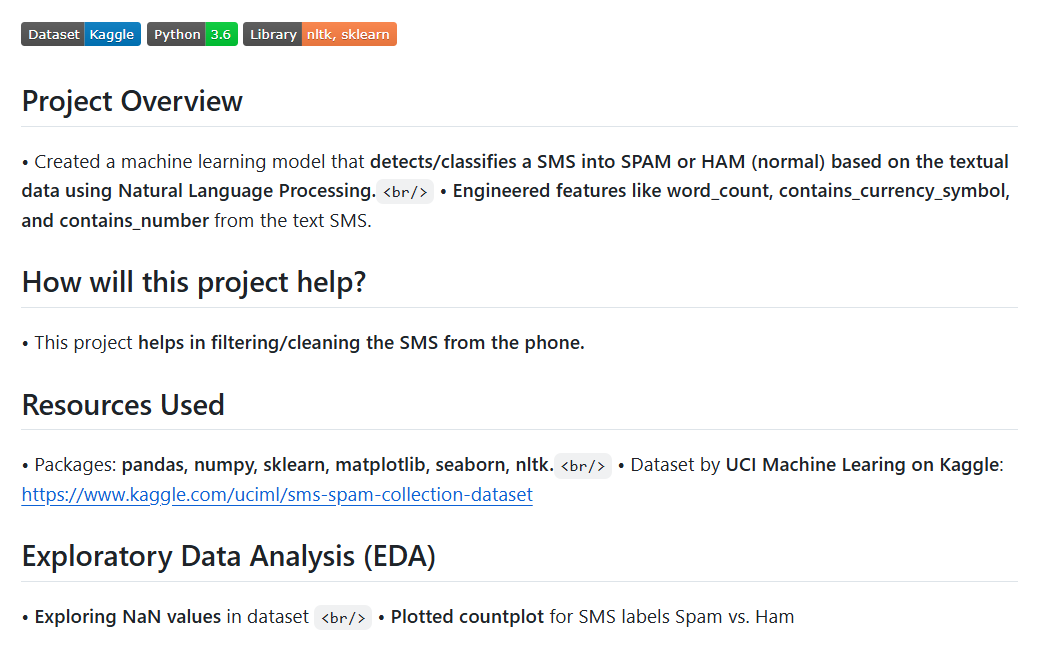 Dataset Kaggle Python 3.6 Library nltk, sklearn
Project Overview
• Created a machine learning model that detects/classifies a SMS into SPAM or HAM (normal) based on the textual
data using Natural Language Processing. <br/> • Engineered features like word_count, contains_currency_symbol,
and contains_number from the text SMS.
How will this project help?
• This project helps in filtering/cleaning the SMS from the phone.
Resources Used
• Packages: pandas, numpy, sklearn, matplotlib, seaborn, nltk. <br/> • Dataset by UCI Machine Learing on Kaggle:
https://www.kaggle.com/uciml/sms-spam-collection-dataset
Exploratory Data Analysis (EDA)
• Exploring NaN values in dataset <br/> • Plotted countplot for SMS labels Spam vs. Ham